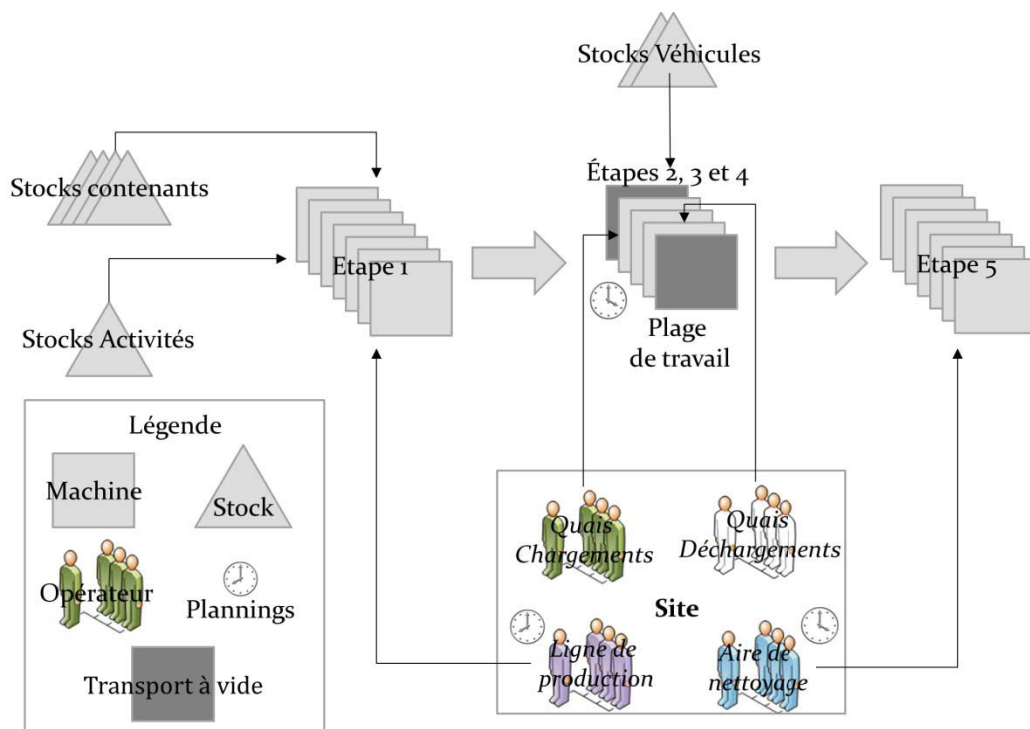 Stocks Véhicules
Stocks contenants
Étapes 2, 3 et 4
Etape 1
Etape 5
Stocks Activités
Plage
de travail
Légende
Machine
Stock
Opérateur
Plannings
Transport à vide
Quais
Chargements
Quais
Déchargements
Site
Ligne de
production
Aire de
nettoyage